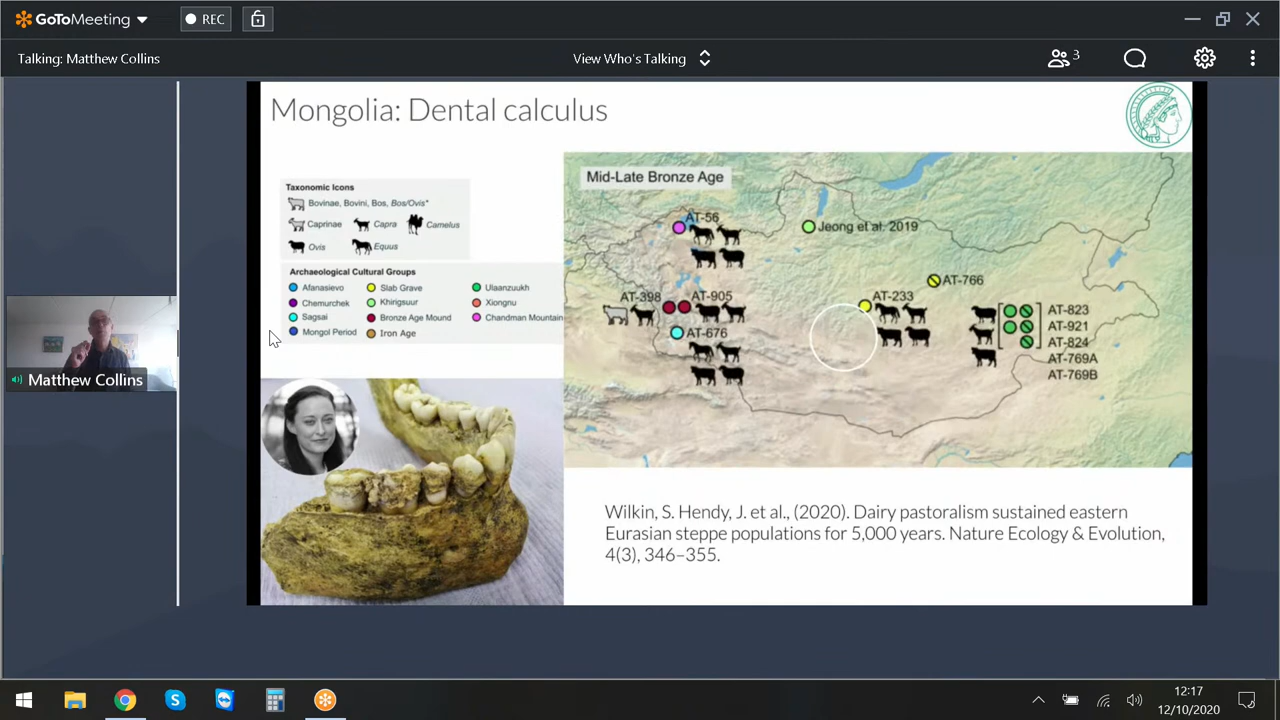 GoToMeeting
REC
Talking: Matthew Collins
View Who's Talking
3
Mongolia: Dental calculus
Taxonomic Icons
Bovinae, Bovini, Bos, Bos/Ovis*
Caprinae
Capra
Camelus
Ovis
Equus
Archaeological Cultural Groups
Afanasievo
Slab Grave
Ulaanzuukh
Chemurchek
Khirigsuur
Xiongnu
Sagsai
Bronze Age Mound
Chandman Mountain
Mongol Period
Iron Age
Mid-Late Bronze Age
AT-56
Jeong et al. 2019
AT-766
AT-398
AT-905
AT-233
AT-676
AT-823
AT-921
AT-824
AT-769A
AT-769B
Matthew Collins
Wilkin, S. Hendy, J. et al., (2020). Dairy pastoralism sustained eastern
Eurasian steppe populations for 5,000 years. Nature Ecology & Evolution,
4(3), 346–355.
12:17
12/10/2020